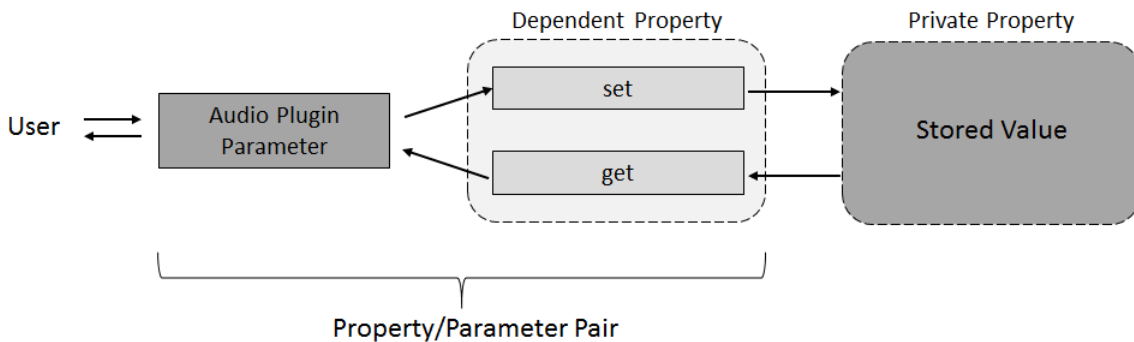 Dependent Property
Private Property
User
Audio Plugin
Parameter
set
get
Stored Value
Property/Parameter Pair